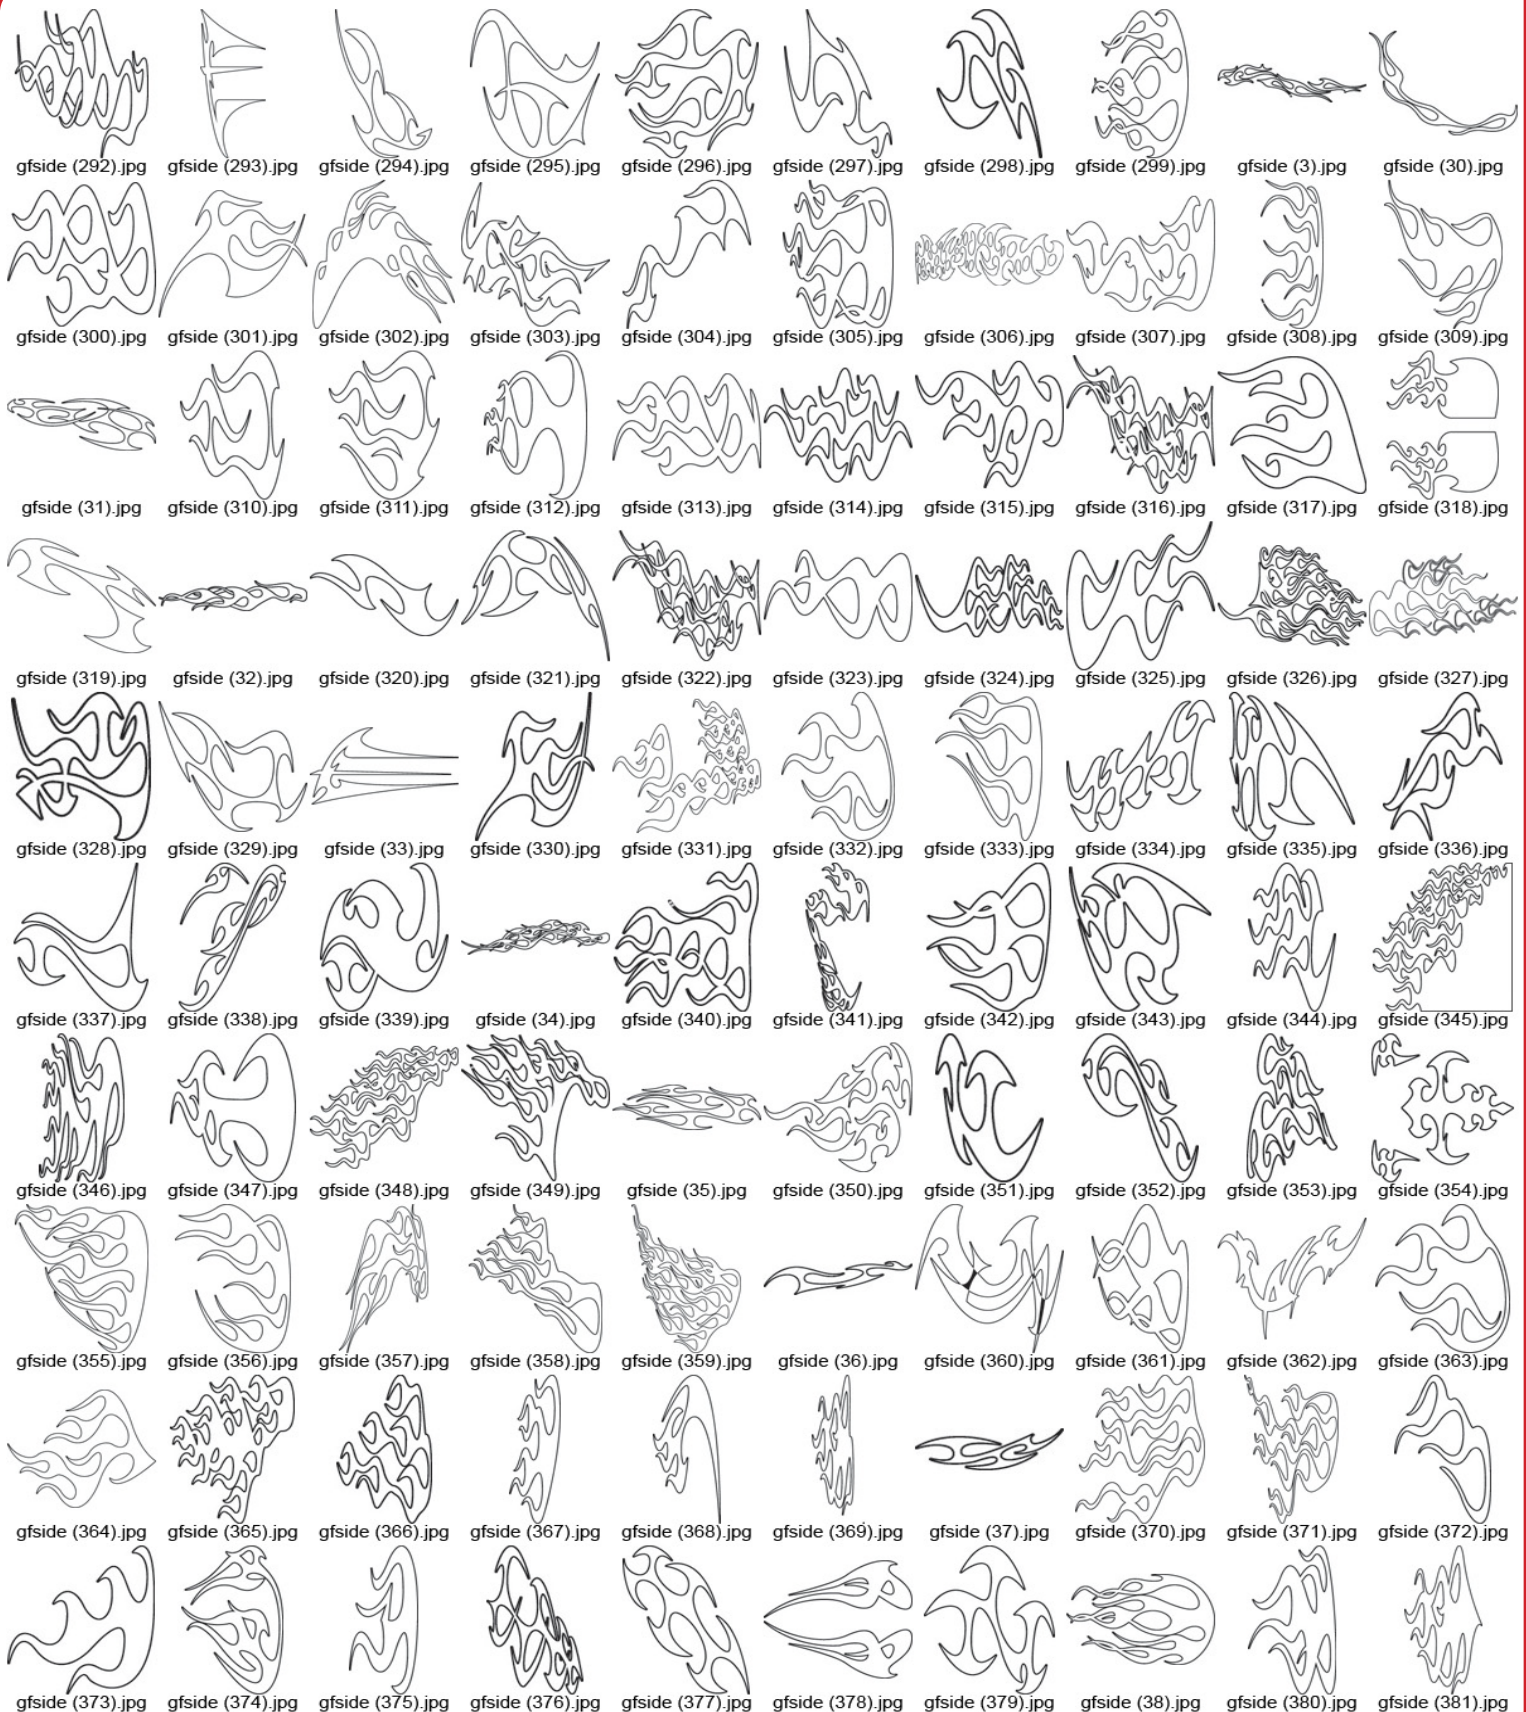 gfside (292).jpg gfside (293).jpg gfside (294).jpg gfside (295).jpg gfside (296).jpg gfside (297).jpg gfside (298).jpg gfside (299).jpg gfside (3).jpg gfside (30).jpg
gfside (300).jpg gfside (301).jpg gfside (302).jpg gfside (303).jpg gfside (304).jpg gfside (305).jpg gfside (306).jpg gfside (307).jpg gfside (308).jpg gfside (309).jpg
gfside (31).jpg gfside (310).jpg gfside (311).jpg gfside (312).jpg gfside (313).jpg gfside (314).jpg gfside (315).jpg gfside (316).jpg gfside (317).jpg gfside (318).jpg
gfside (319).jpg gfside (32).jpg gfside (320).jpg gfside (321).jpg gfside (322).jpg gfside (323).jpg gfside (324).jpg gfside (325).jpg gfside (326).jpg gfside (327).jpg
gfside (328).jpg gfside (329).jpg gfside (33).jpg gfside (330).jpg gfside (331).jpg gfside (332).jpg gfside (333).jpg gfside (334).jpg gfside (335).jpg gfside (336).jpg
gfside (337).jpg gfside (338).jpg gfside (339).jpg gfside (34).jpg gfside (340).jpg gfside (341).jpg gfside (342).jpg gfside (343).jpg gfside (344).jpg gfside (345).jpg
gfside (346).jpg gfside (347).jpg gfside (348).jpg gfside (349).jpg gfside (35).jpg gfside (350).jpg gfside (351).jpg gfside (352).jpg gfside (353).jpg gfside (354).jpg
gfside (355).jpg gfside (356).jpg gfside (357).jpg gfside (358).jpg gfside (359).jpg gfside (36).jpg gfside (360).jpg gfside (361).jpg gfside (362).jpg gfside (363).jpg
gfside (364).jpg gfside (365).jpg gfside (366).jpg gfside (367).jpg gfside (368).jpg gfside (369).jpg gfside (37).jpg gfside (370).jpg gfside (371).jpg gfside (372).jpg
gfside (373).jpg gfside (374).jpg gfside (375).jpg gfside (376).jpg gfside (377).jpg gfside (378).jpg gfside (379).jpg gfside (38).jpg gfside (380).jpg gfside (381).jpg